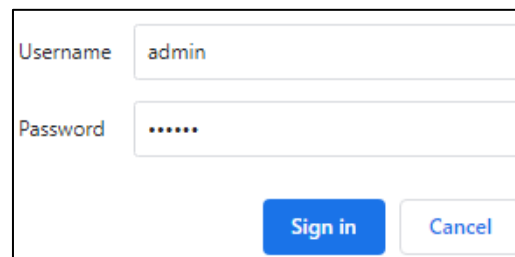 Username admin
Password ••••••
Sign in Cancel